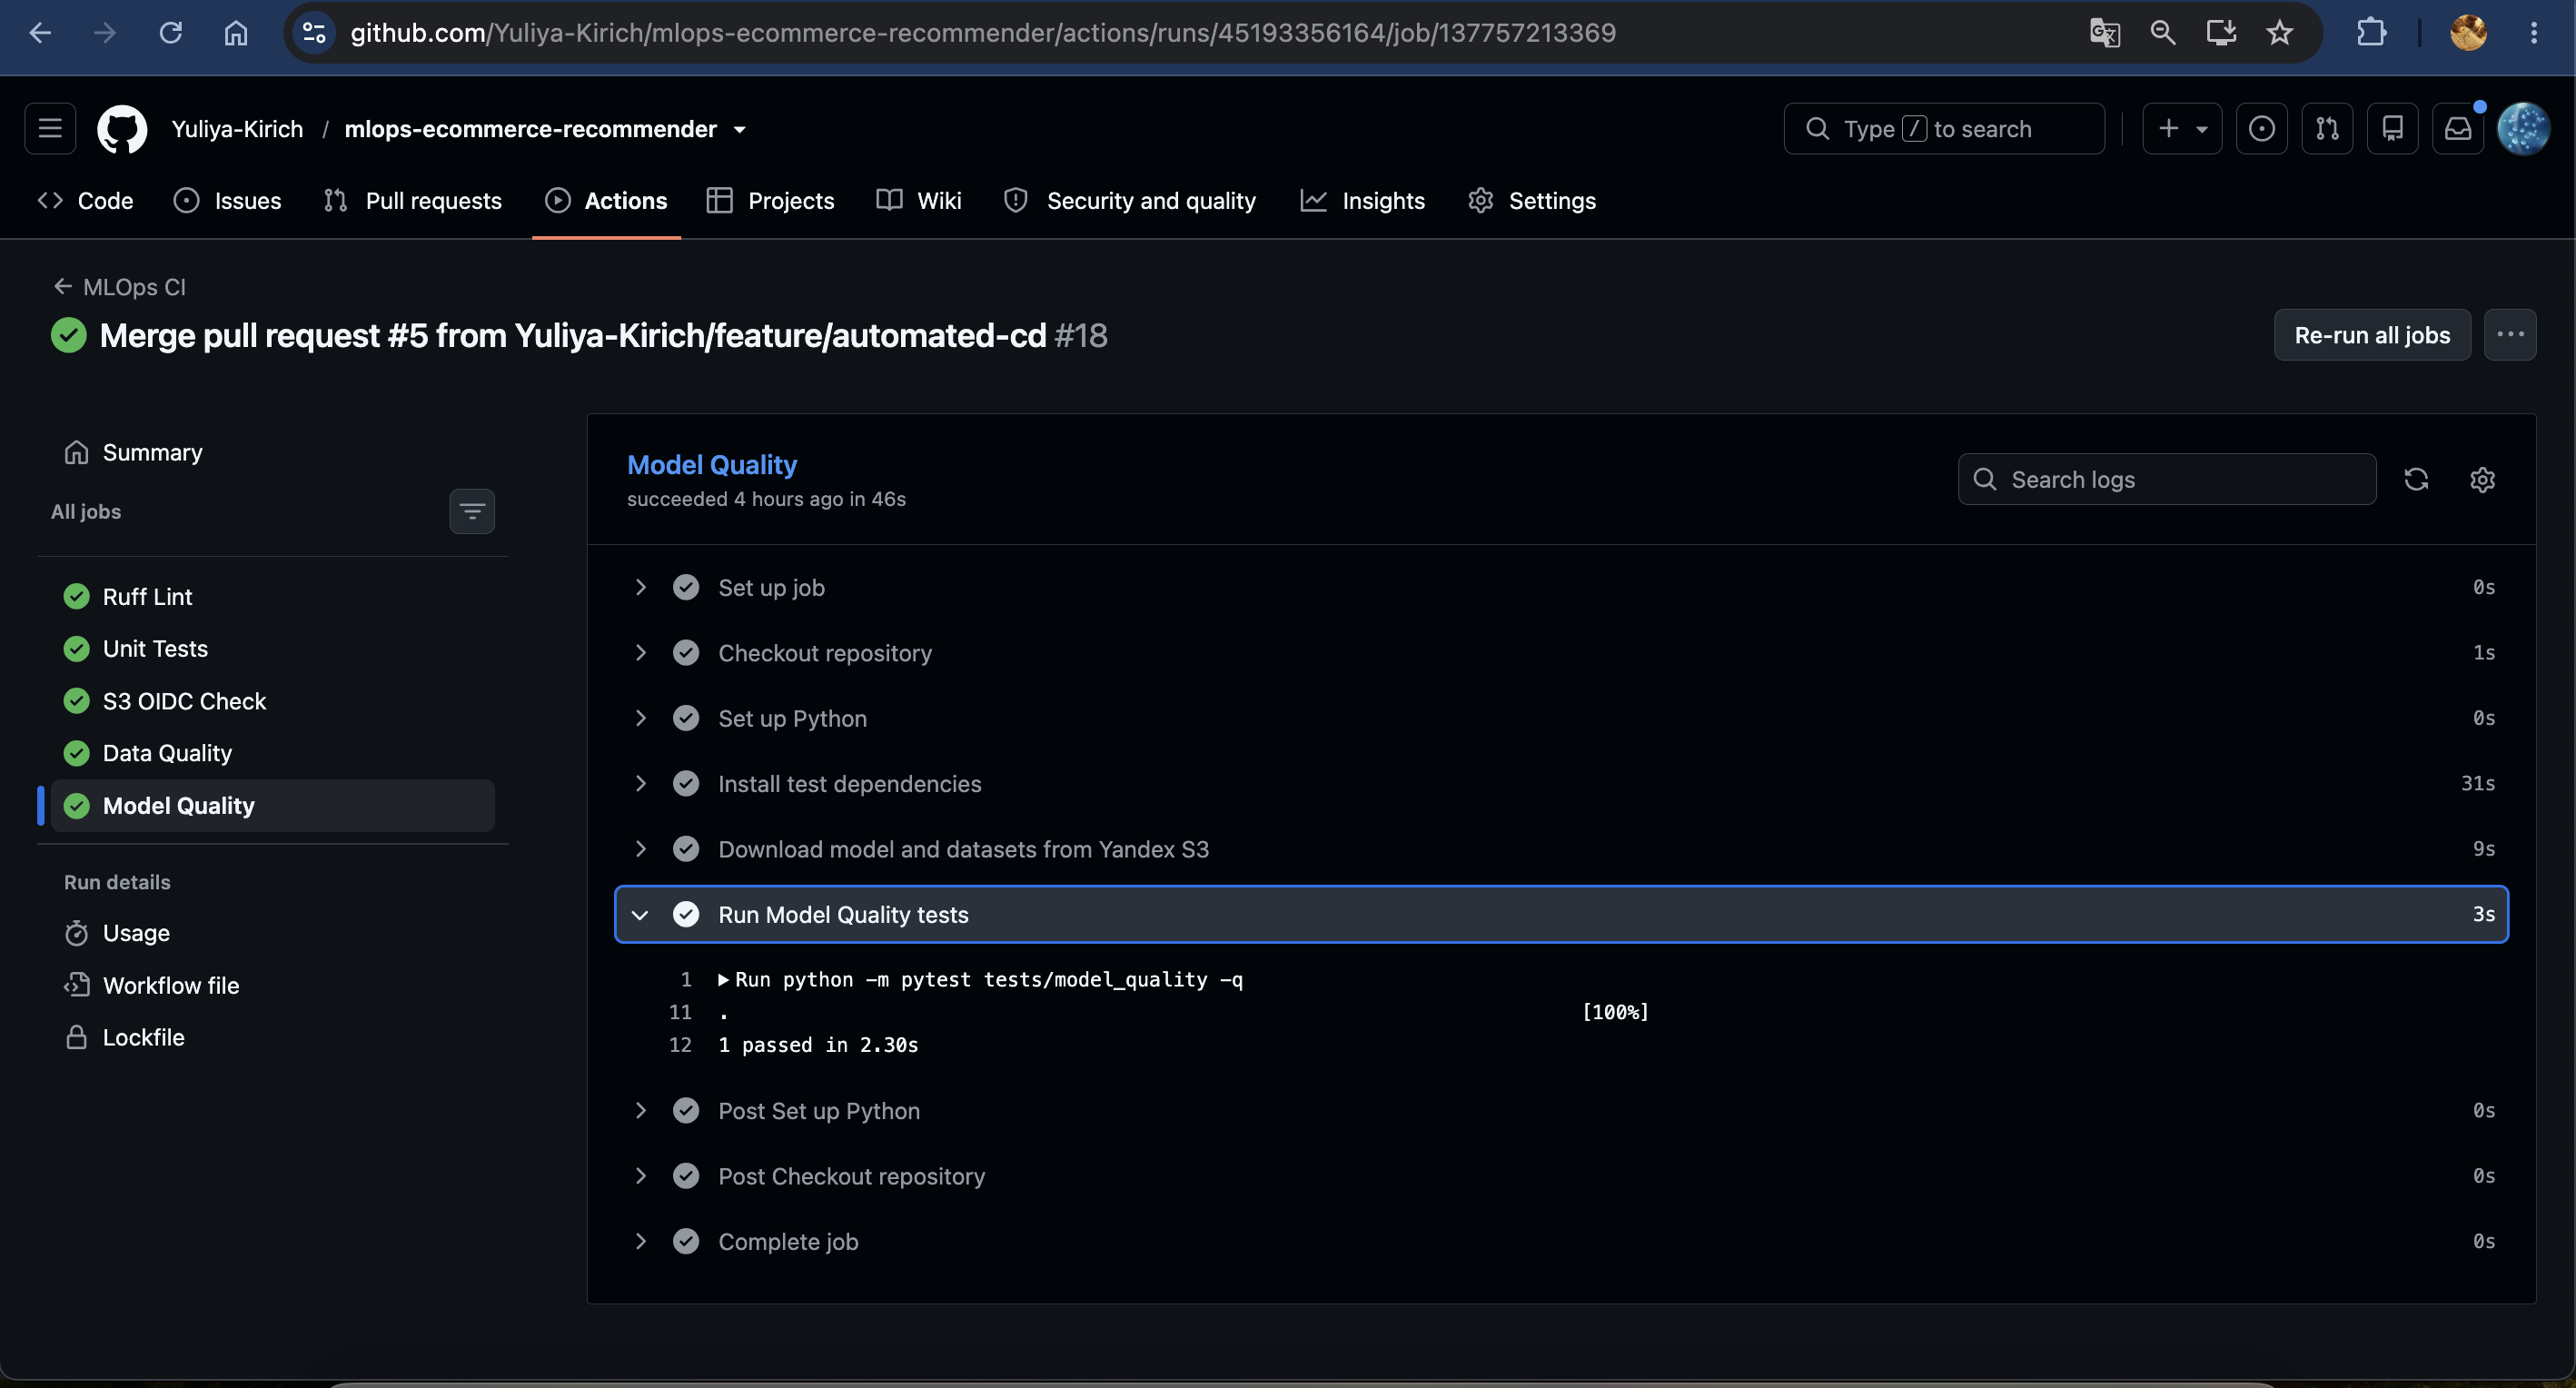 github.com/Yuliya-Kirich/mlops-ecommerce-recommender/actions/runs/45193356164/job/137757213369
Yuliya-Kirich / mlops-ecommerce-recommender
Type / to search
Code Issues Pull requests Actions Projects Wiki Security and quality Insights Settings
MLOps CI
Merge pull request #5 from Yuliya-Kirich/feature/automated-cd #18
Re-run all jobs
Summary
All jobs
Ruff Lint
Unit Tests
S3 OIDC Check
Data Quality
Model Quality
Run details
Usage
Workflow file
Lockfile
Model Quality
succeeded 4 hours ago in 46s
Search logs
Set up job 0s
Checkout repository 1s
Set up Python 0s
Install test dependencies 31s
Download model and datasets from Yandex S3 9s
Run Model Quality tests 3s
1 Run python -m pytest tests/model_quality -q
11 . [100%]
12 1 passed in 2.30s
Post Set up Python 0s
Post Checkout repository 0s
Complete job 0s